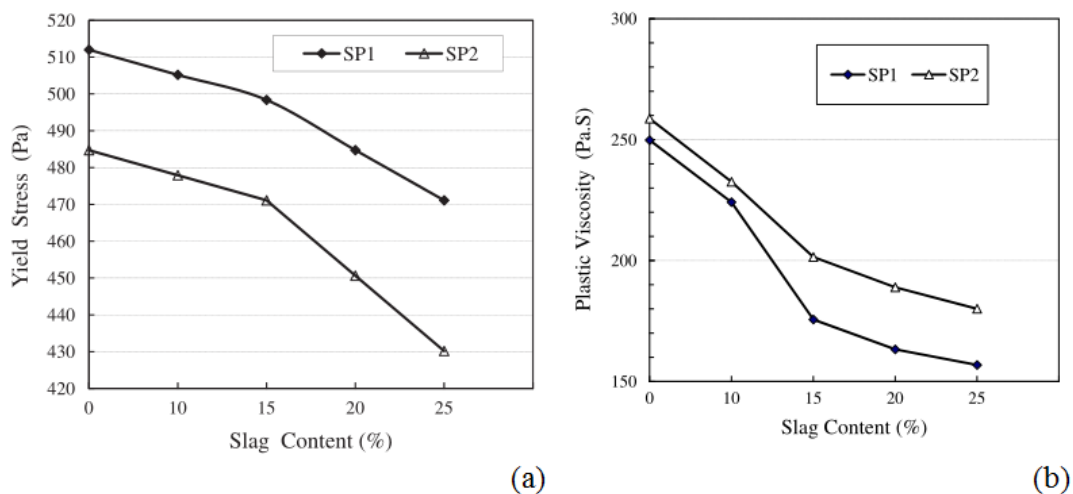 520
510
500
490
480
470
460
450
440
430
420
Yield Stress (Pa)
SP1
SP2
0
10
15
20
25
Slag Content (%)
(a)
300
250
200
150
Plastic Viscosity (Pa.S)
SP1
SP2
0
10
15
20
25
Slag Content (%)
(b)